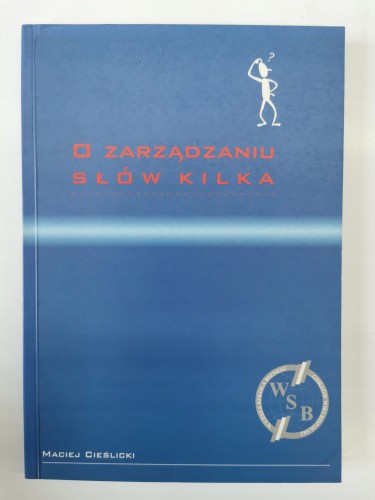 ?
O ZARZĄDZANIU
SŁÓW KILKA
WSB
MACIEJ CIEŚLICKI